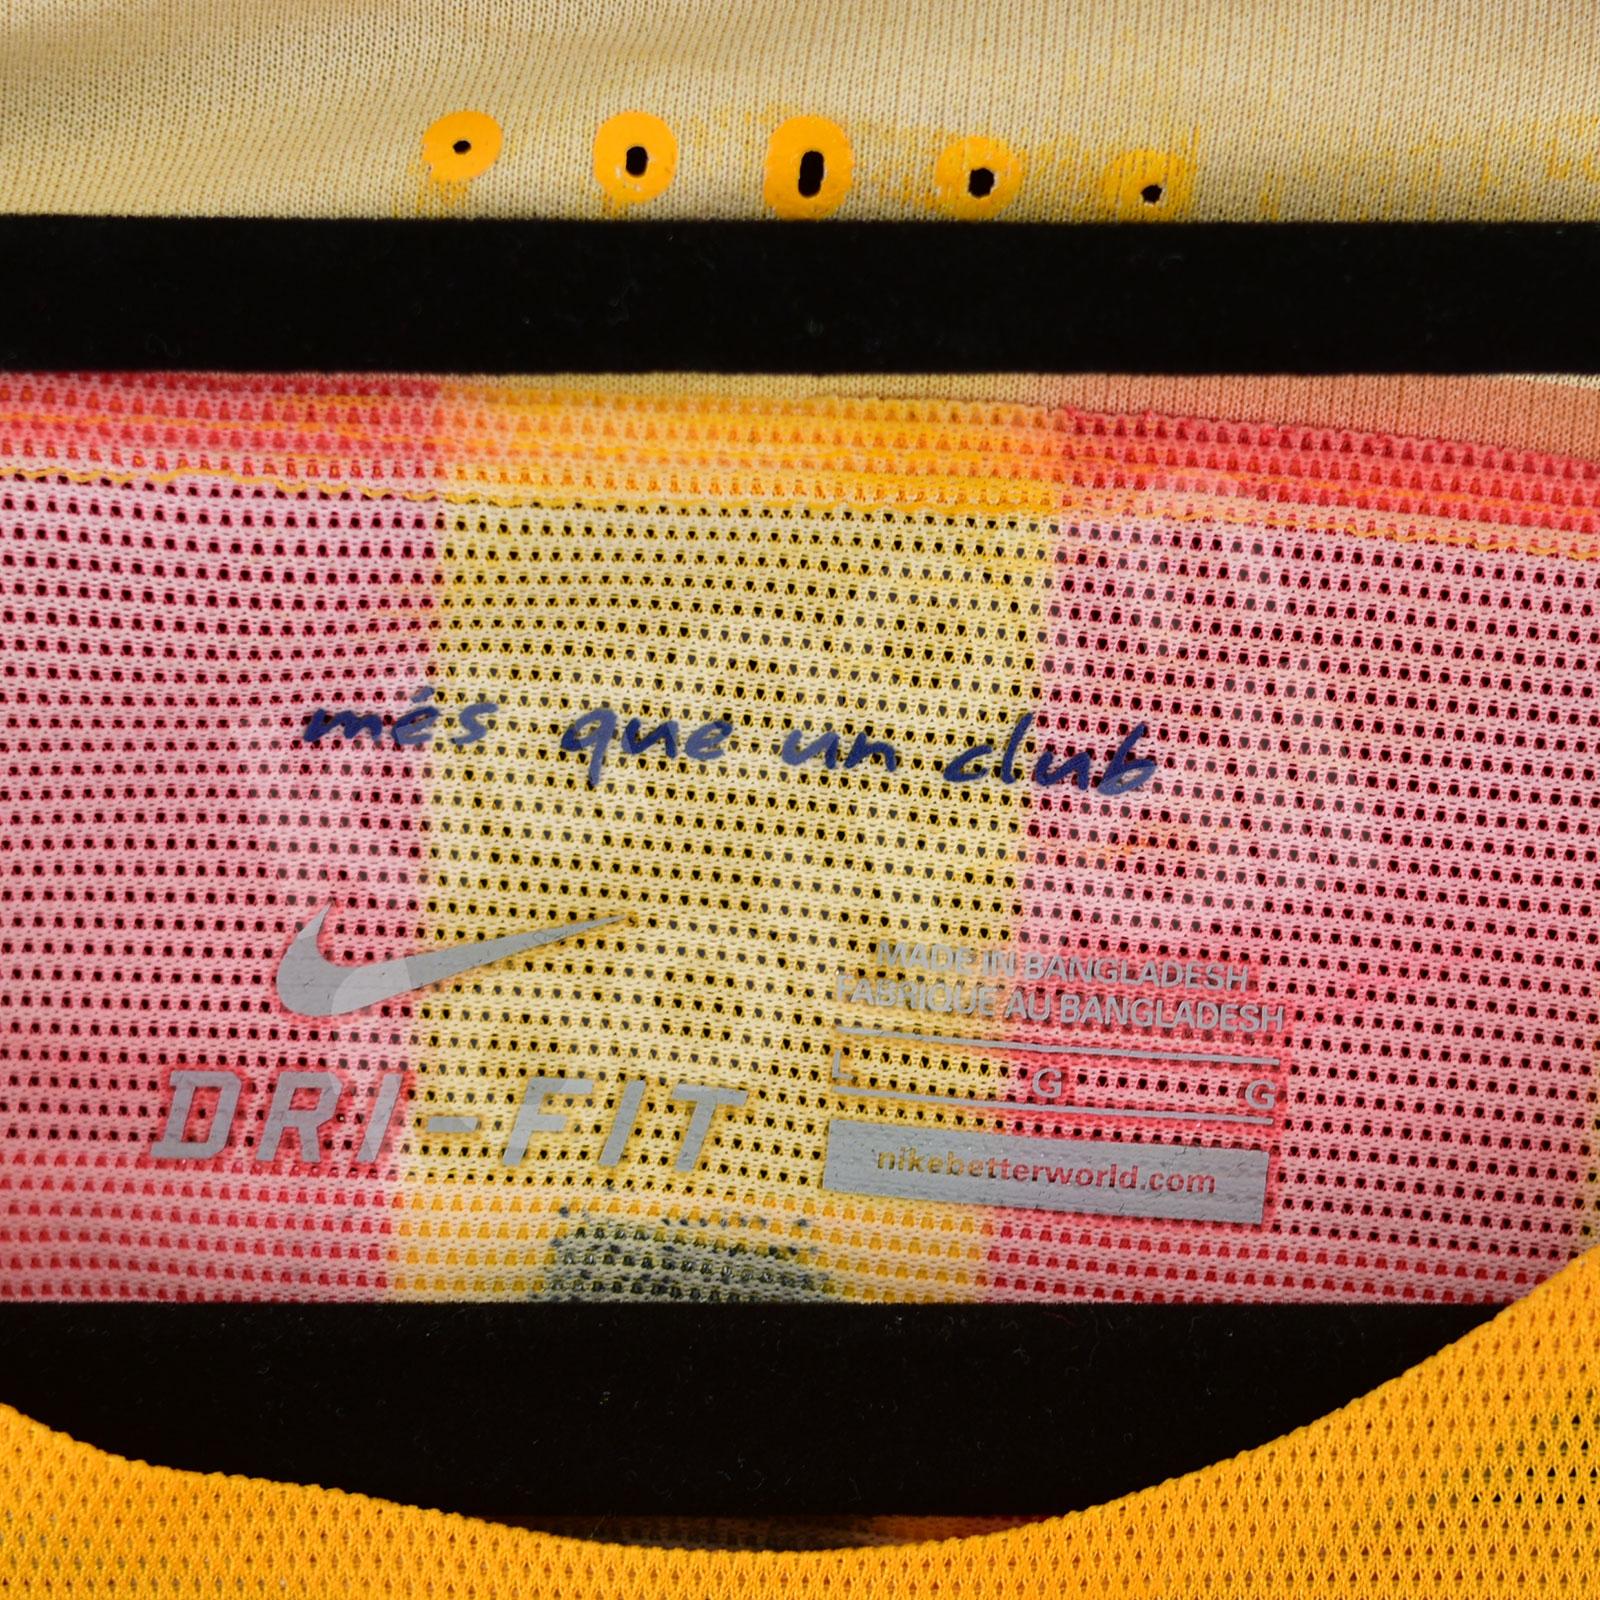 més que un club
DRI-FIT
MADE IN BANGLADESH
FABRIQUE AU BANGLADESH
L G G
nikebetterworld.com